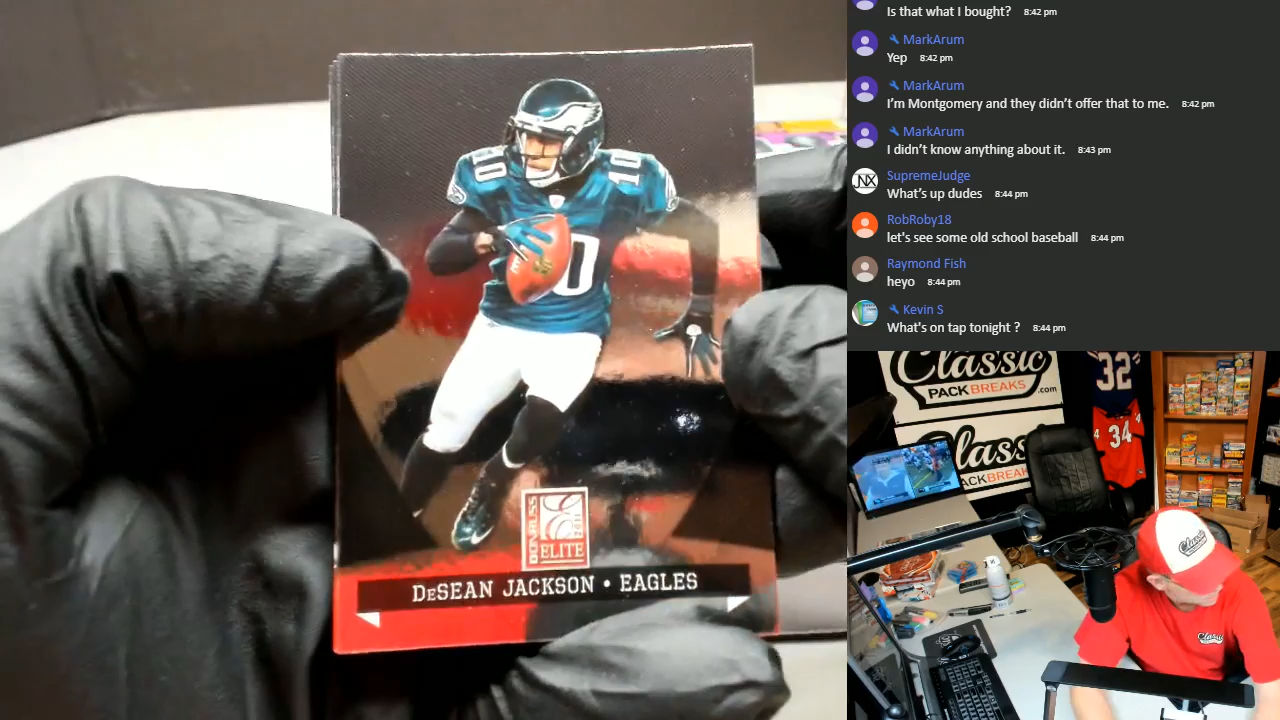 Is that what I bought? 8:42 pm
MarkArum
Yep 8:42 pm
MarkArum
I'm Montgomery and they didn't offer that to me. 8:42 pm
MarkArum
I didn't know anything about it. 8:43 pm
SupremeJudge
What's up dudes 8:44 pm
RobRoby18
let's see some old school baseball 8:44 pm
Raymond Fish
heyo 8:44 pm
Kevin S
What's on tap tonight ? 8:44 pm
10
10
10
DONRUSS
ELITE
DeSEAN JACKSON • EAGLES
Classic
PACKBREAKS.com
Class
ACKBREAKS
32
34
Classic
Classic